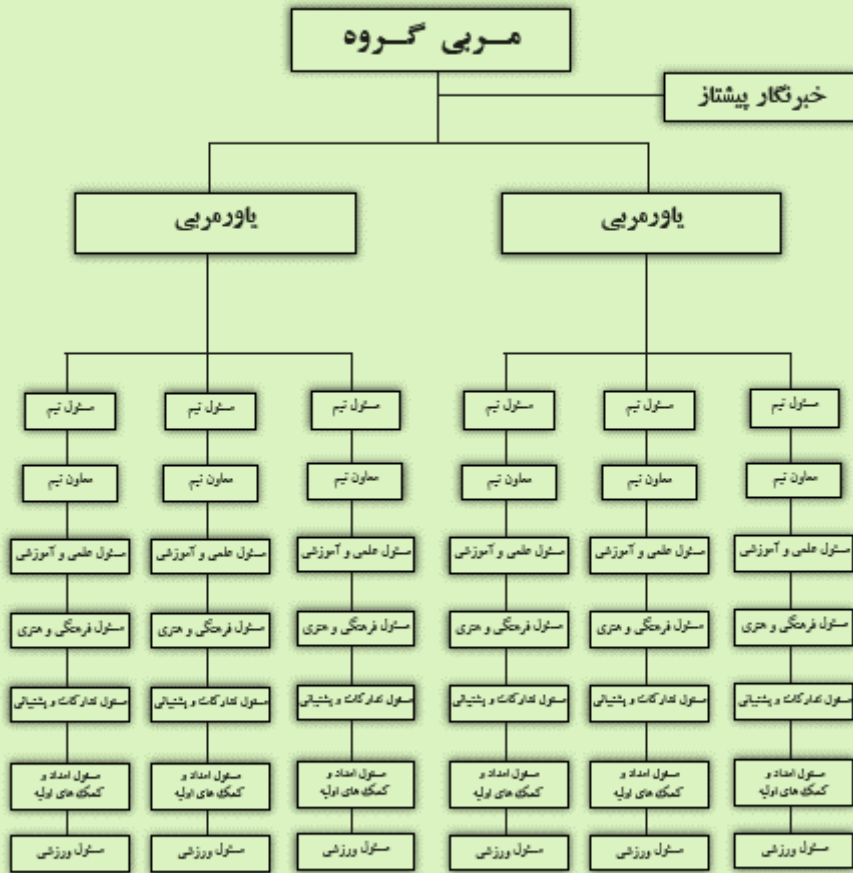 مـــربی گـــروه
خبرنگار پیشتاز
یاورمربی
یاورمربی
مسئول تیم
مسئول تیم
مسئول تیم
مسئول تیم
مسئول تیم
مسئول تیم
معاون تیم
معاون تیم
معاون تیم
معاون تیم
معاون تیم
معاون تیم
مسئول علمی و آموزشی
مسئول علمی و آموزشی
مسئول علمی و آموزشی
مسئول علمی و آموزشی
مسئول علمی و آموزشی
مسئول علمی و آموزشی
مسئول فرهنگی و هنری
مسئول فرهنگی و هنری
مسئول فرهنگی و هنری
مسئول فرهنگی و هنری
مسئول فرهنگی و هنری
مسئول فرهنگی و هنری
مسئول تدارکات و پشتیبانی
مسئول تدارکات و پشتیبانی
مسئول تدارکات و پشتیبانی
مسئول تدارکات و پشتیبانی
مسئول تدارکات و پشتیبانی
مسئول تدارکات و پشتیبانی
مسئول امداد و
کمک های اولیه
مسئول امداد و
کمک های اولیه
مسئول امداد و
کمک های اولیه
مسئول امداد و
کمک های اولیه
مسئول امداد و
کمک های اولیه
مسئول امداد و
کمک های اولیه
مسئول ورزشی
مسئول ورزشی
مسئول ورزشی
مسئول ورزشی
مسئول ورزشی
مسئول ورزشی